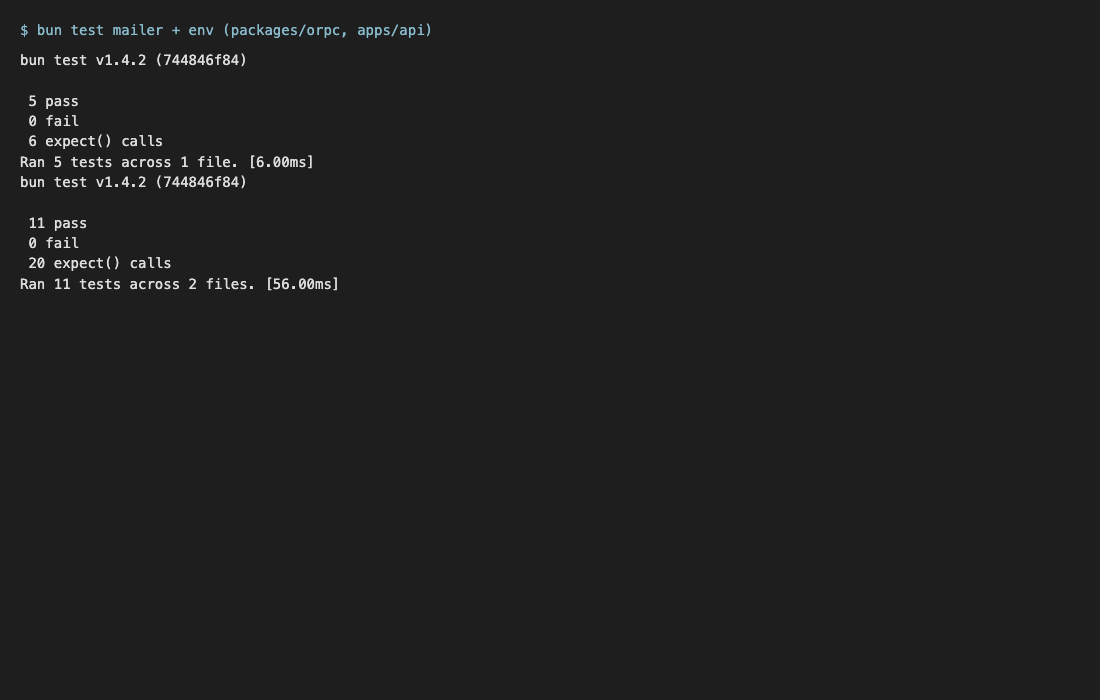 $ bun test mailer + env (packages/orpc, apps/api)
bun test v1.4.2 (744846f84)
5 pass
0 fail
6 expect() calls
Ran 5 tests across 1 file. [6.00ms]
bun test v1.4.2 (744846f84)
11 pass
0 fail
20 expect() calls
Ran 11 tests across 2 files. [56.00ms]